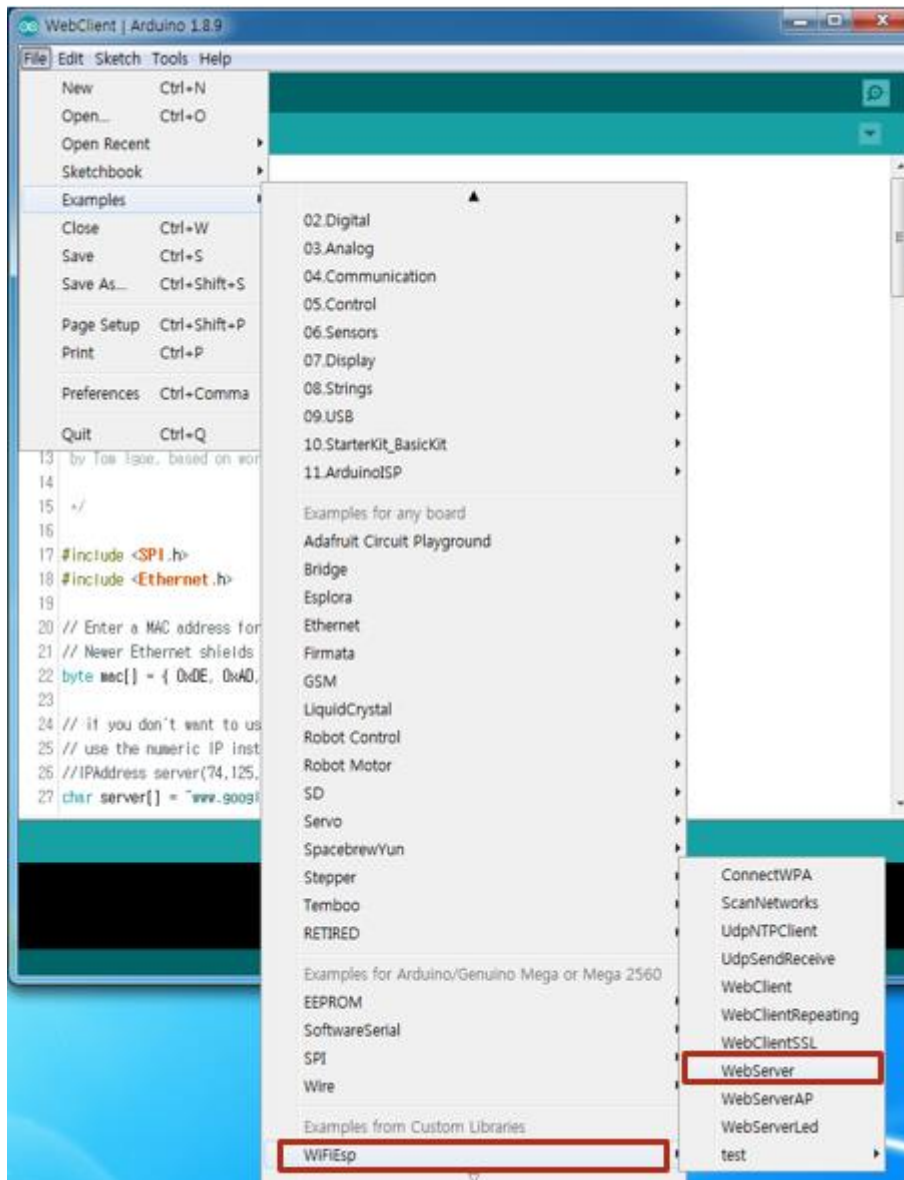 WebClient | Arduino 1.8.9
File Edit Sketch Tools Help
New Ctrl+N
Open... Ctrl+O
Open Recent
Sketchbook
Examples
Close Ctrl+W
Save Ctrl+S
Save As... Ctrl+Shift+S
Page Setup Ctrl+Shift+P
Print Ctrl+P
Preferences Ctrl+Comma
Quit Ctrl+Q
02.Digital
03.Analog
04.Communication
05.Control
06.Sensors
07.Display
08.Strings
09.USB
10.StarterKit_BasicKit
11.ArduinoISP
Examples for any board
Adafruit Circuit Playground
Bridge
Esplora
Ethernet
Firmata
GSM
LiquidCrystal
Robot Control
Robot Motor
SD
Servo
SpacebrewYun
Stepper
Temboo
RETIRED
Examples for Arduino/Genuino Mega or Mega 2560
EEPROM
SoftwareSerial
SPI
Wire
Examples from Custom Libraries
WiFiEsp
ConnectWPA
ScanNetworks
UdpNTPClient
UdpSendReceive
WebClient
WebClientRepeating
WebClientSSL
WebServer
WebServerAP
WebServerLed
test
13 by Tom Igoe, based on wor
14
15 */
16
17 #include <SPI.h>
18 #include <Ethernet.h>
19
20 // Enter a MAC address for
21 // Newer Ethernet shields
22 byte mac[] = { 0xDE, 0xAD,
23
24 // if you don't want to us
25 // use the numeric IP inst
26 //IPAddress server(74,125,
27 char server[] = "www.googl